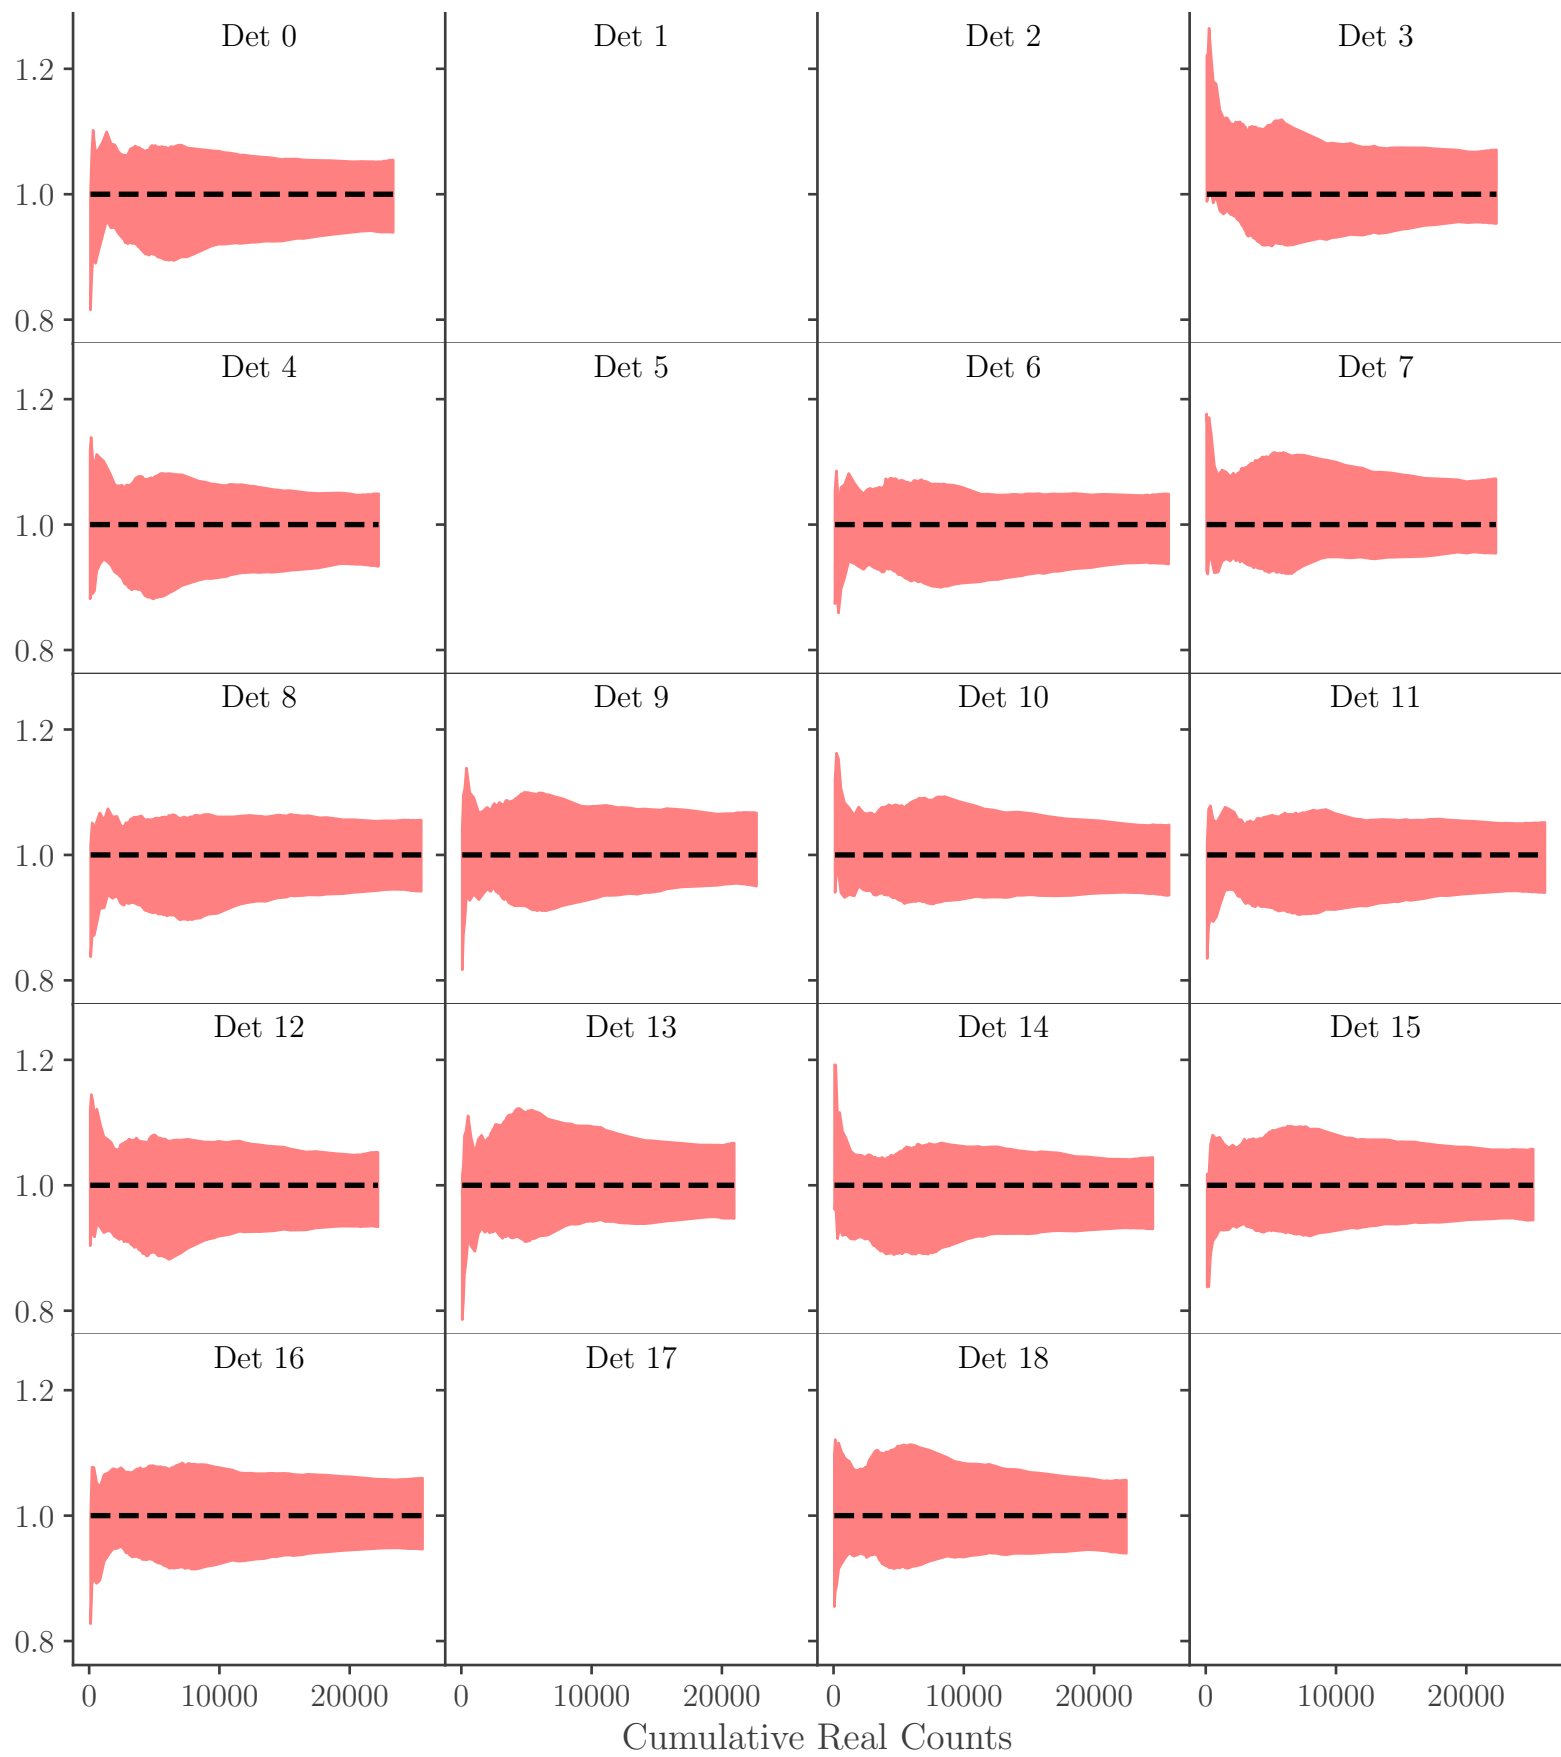 Det 0 Det 1 Det 2 Det 3
1.2
1.0
0.8
Det 4 Det 5 Det 6 Det 7
1.2
1.0
0.8
Det 8 Det 9 Det 10 Det 11
1.2
1.0
0.8
Det 12 Det 13 Det 14 Det 15
1.2
1.0
0.8
Det 16 Det 17 Det 18
1.2
1.0
0.8
0 10000 20000 0 10000 20000 0 10000 20000 0 10000 20000
Cumulative Real Counts